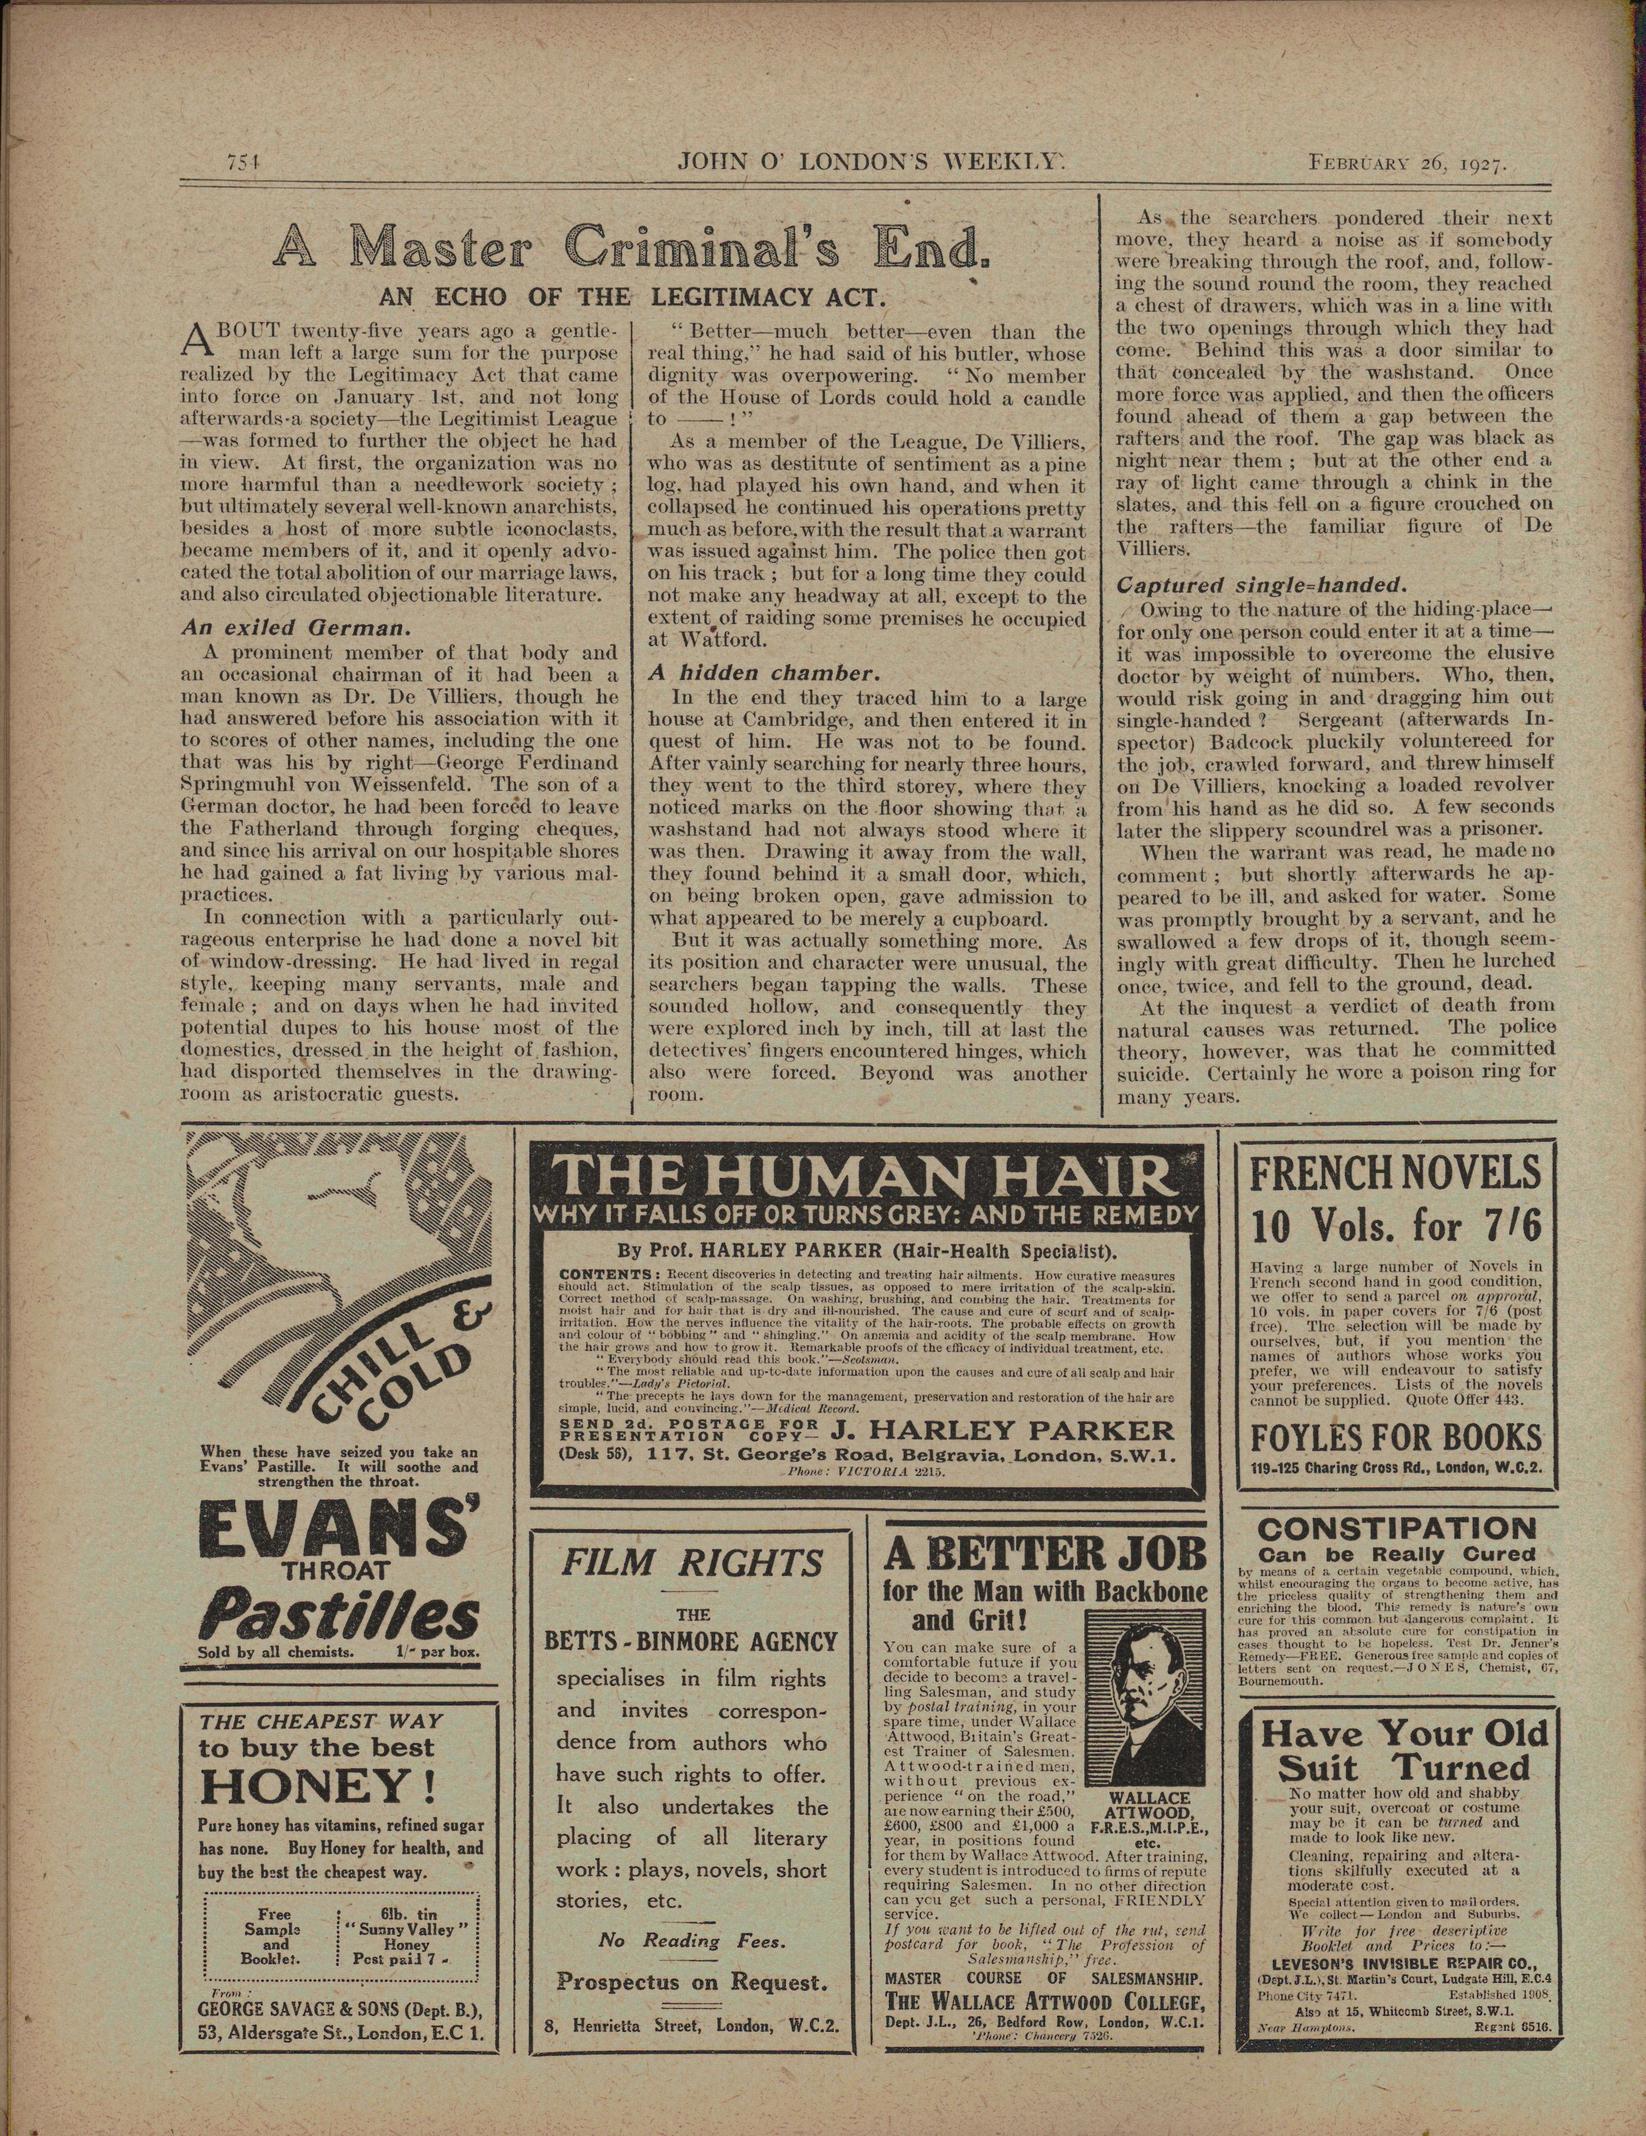 754
JOHN O' LONDON'S WEEKLY.
FEBRUARY 26, 1927.
A Master Criminal's End.
AN ECHO OF THE LEGITIMACY ACT.
ABOUT twenty-five years ago a gentle-
man left a large sum for the purpose
realized by the Legitimacy Act that came
into force on January 1st, and not long
afterwards a society—the Legitimist League
—was formed to further the object he had
in view. At first, the organization was no
more harmful than a needlework society;
but ultimately several well-known anarchists,
besides a host of more subtle iconoclasts,
became members of it, and it openly advo-
cated the total abolition of our marriage laws,
and also circulated objectionable literature.
An exiled German.
A prominent member of that body and
an occasional chairman of it had been a
man known as Dr. De Villiers, though he
had answered before his association with it
to scores of other names, including the one
that was his by right—George Ferdinand
Springmuhl von Weissenfeld. The son of a
German doctor, he had been forced to leave
the Fatherland through forging cheques,
and since his arrival on our hospitable shores
he had gained a fat living by various mal-
practices.
In connection with a particularly out-
rageous enterprise he had done a novel bit
of window-dressing. He had lived in regal
style, keeping many servants, male and
female; and on days when he had invited
potential dupes to his house most of the
domestics, dressed in the height of fashion,
had disported themselves in the drawing-
room as aristocratic guests.
"Better—much better—even than the
real thing," he had said of his butler, whose
dignity was overpowering. "No member
of the House of Lords could hold a candle
to ——!"
As a member of the League, De Villiers,
who was as destitute of sentiment as a pine
log, had played his own hand, and when it
collapsed he continued his operations pretty
much as before, with the result that a warrant
was issued against him. The police then got
on his track; but for a long time they could
not make any headway at all, except to the
extent of raiding some premises he occupied
at Watford.
A hidden chamber.
In the end they traced him to a large
house at Cambridge, and then entered it in
quest of him. He was not to be found.
After vainly searching for nearly three hours,
they went to the third storey, where they
noticed marks on the floor showing that a
washstand had not always stood where it
was then. Drawing it away from the wall,
they found behind it a small door, which,
on being broken open, gave admission to
what appeared to be merely a cupboard.
But it was actually something more. As
its position and character were unusual, the
searchers began tapping the walls. These
sounded hollow, and consequently they
were explored inch by inch, till at last the
detectives' fingers encountered hinges, which
also were forced. Beyond was another
room.
As the searchers pondered their next
move, they heard a noise as if somebody
were breaking through the roof, and, follow-
ing the sound round the room, they reached
a chest of drawers, which was in a line with
the two openings through which they had
come. Behind this was a door similar to
that concealed by the washstand. Once
more force was applied, and then the officers
found ahead of them a gap between the
rafters and the roof. The gap was black as
night near them; but at the other end a
ray of light came through a chink in the
slates, and this fell on a figure crouched on
the rafters—the familiar figure of De
Villiers.
Captured single-handed.
Owing to the nature of the hiding-place—
for only one person could enter it at a time—
it was impossible to overcome the elusive
doctor by weight of numbers. Who, then,
would risk going in and dragging him out
single-handed? Sergeant (afterwards In-
spector) Badcock pluckily voluntereed for
the job, crawled forward, and threw himself
on De Villiers, knocking a loaded revolver
from his hand as he did so. A few seconds
later the slippery scoundrel was a prisoner.
When the warrant was read, he made no
comment; but shortly afterwards he ap-
peared to be ill, and asked for water. Some
was promptly brought by a servant, and he
swallowed a few drops of it, though seem-
ingly with great difficulty. Then he lurched
once, twice, and fell to the ground, dead.
At the inquest a verdict of death from
natural causes was returned. The police
theory, however, was that he committed
suicide. Certainly he wore a poison ring for
many years.
CHILL &
COLD
When these have seized you take an
Evans' Pastille. It will soothe and
strengthen the throat.
EVANS'
THROAT
Pastilles
Sold by all chemists. 1/- per box.
THE CHEAPEST WAY
to buy the best
HONEY!
Pure honey has vitamins, refined sugar
has none. Buy Honey for health, and
buy the best the cheapest way.
Free
Sample
and
Booklet.
6lb. tin
"Sunny Valley"
Honey
Post paid 7 -
From:
GEORGE SAVAGE & SONS (Dept. B.),
53, Aldersgate St., London, E.C 1.
THE HUMAN HAIR
WHY IT FALLS OFF OR TURNS GREY: AND THE REMEDY
By Prof. HARLEY PARKER (Hair-Health Specialist).
CONTENTS: Recent discoveries in detecting and treating hair ailments. How curative measures
should act. Stimulation of the scalp tissues, as opposed to mere irritation of the scalp-skin.
Correct method of scalp-massage. On washing, brushing, and combing the hair. Treatments for
moist hair and for hair that is dry and ill-nourished. The cause and cure of scurf and of scalp-
irritation. How the nerves influence the vitality of the hair-roots. The probable effects on growth
and colour of "bobbing" and "shingling." On anæmia and acidity of the scalp membrane. How
the hair grows and how to grow it. Remarkable proofs of the efficacy of individual treatment, etc.
"Everybody should read this book."—Scotsman.
"The most reliable and up-to-date information upon the causes and cure of all scalp and hair
troubles."—Lady's Pictorial.
"The precepts he lays down for the management, preservation and restoration of the hair are
simple, lucid, and convincing."—Medical Record.
SEND 2d. POSTAGE FOR
PRESENTATION COPY— J. HARLEY PARKER
(Desk 56), 117, St. George's Road, Belgravia, London, S.W.1.
Phone: VICTORIA 2215.
FILM RIGHTS
THE
BETTS-BINMORE AGENCY
specialises in film rights
and invites correspon-
dence from authors who
have such rights to offer.
It also undertakes the
placing of all literary
work: plays, novels, short
stories, etc.
No Reading Fees.
Prospectus on Request.
8, Henrietta Street, London, W.C.2.
A BETTER JOB
for the Man with Backbone
and Grit!
You can make sure of a
comfortable future if you
decide to become a travel-
ling Salesman, and study
by postal training, in your
spare time, under Wallace
Attwood, Britain's Great-
est Trainer of Salesmen.
Attwood-trained men,
without previous ex-
perience "on the road,"
are now earning their £500,
£600, £800 and £1,000 a
year, in positions found
for them by Wallace Attwood. After training,
every student is introduced to firms of repute
requiring Salesmen. In no other direction
can you get such a personal, FRIENDLY
service.
WALLACE
ATTWOOD,
F.R.E.S., M.I.P.E.,
etc.
If you want to be lifted out of the rut, send
postcard for book, "The Profession of
Salesmanship," free.
MASTER COURSE OF SALESMANSHIP.
THE WALLACE ATTWOOD COLLEGE,
Dept. J.L., 26, Bedford Row, London, W.C.1.
'Phone: Chancery 7526.
FRENCH NOVELS
10 Vols. for 7/6
Having a large number of Novels in
French second hand in good condition,
we offer to send a parcel on approval,
10 vols. in paper covers for 7/6 (post
free). The selection will be made by
ourselves, but, if you mention the
names of authors whose works you
prefer, we will endeavour to satisfy
your preferences. Lists of the novels
cannot be supplied. Quote Offer 443.
FOYLES FOR BOOKS
119-125 Charing Cross Rd., London, W.C.2.
CONSTIPATION
Can be Really Cured
by means of a certain vegetable compound, which,
whilst encouraging the organs to become active, has
the priceless quality of strengthening them and
enriching the blood. This remedy is nature's own
cure for this common but dangerous complaint. It
has proved an absolute cure for constipation in
cases thought to be hopeless. Test Dr. Jenner's
Remedy—FREE. Generous free sample and copies of
letters sent on request.—JONES, Chemist, 67,
Bournemouth.
Have Your Old
Suit Turned
No matter how old and shabby
your suit, overcoat or costume
may be it can be turned and
made to look like new.
Cleaning, repairing and altera-
tions skilfully executed at a
moderate cost.
Special attention given to mail orders.
We collect—London and Suburbs.
Write for free descriptive
Booklet and Prices to:—
LEVESON'S INVISIBLE REPAIR CO.,
(Dept. J.L.), St. Martin's Court, Ludgate Hill, E.C.4
Phone City 7471. Established 1908.
Also at 15, Whitcomb Street, S.W.1.
Near Hamptons. Regent 6516.